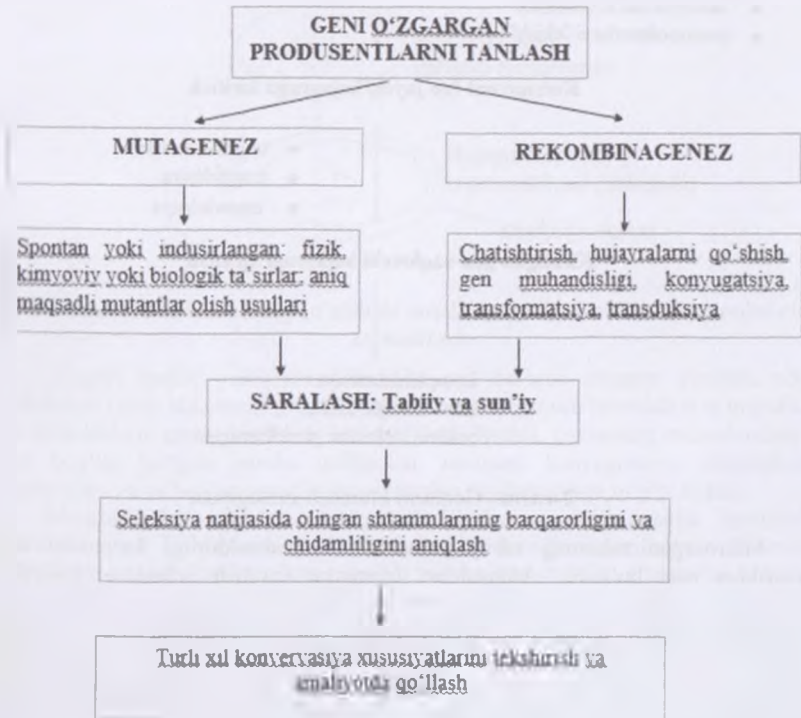 GENI O‘ZGARGAN
PRODUSENTLARNI TANLASH
MUTAGENEZ
REKOMBINAGENEZ
Spontan yoki indusirlangan: fizik,
kimyoviy yoki biologik ta’sirlar; aniq
maqsadli mutantlar olish usullari
Chatishtirish, hujayralarni qo‘shish,
gen muhandisligi, konyugatsiya,
transformatsiya, transduksiya
SARALASH: Tabiiy va sun’iy
Seleksiya natijasida olingan shtammlarning barqarorligini va
chidamliligini aniqlash
Turli xil konversasiya xususiyatlarini tekshirish va
amaliyotda qo‘llash